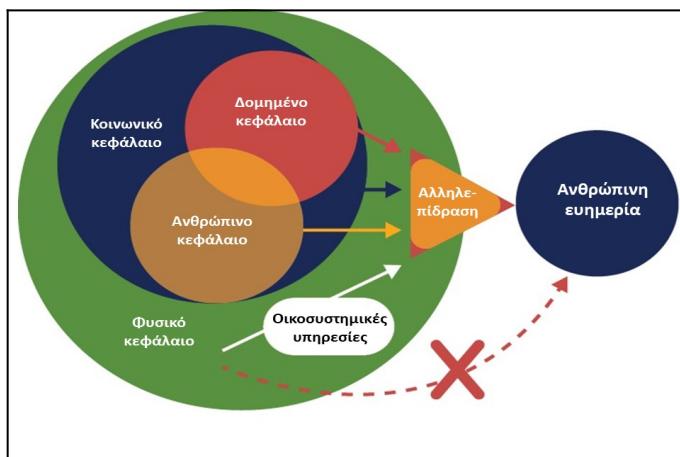 Δομημένο
κεφάλαιο
Κοινωνικό
κεφάλαιο
Ανθρώπινο
κεφάλαιο
Φυσικό
κεφάλαιο
Οικοσυστημικές
υπηρεσίες
Αλληλε-
πίδραση
Ανθρώπινη
ευημερία